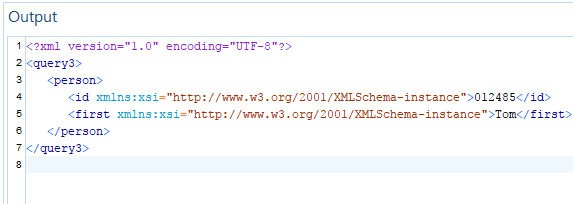 Output
1 <?xml version="1.0" encoding="UTF-8"?>
2 <query3>
3 <person>
4 <id xmlns:xsi="http://www.w3.org/2001/XMLSchema-instance">012485</id>
5 <first xmlns:xsi="http://www.w3.org/2001/XMLSchema-instance">Tom</first>
6 </person>
7 </query3>
8